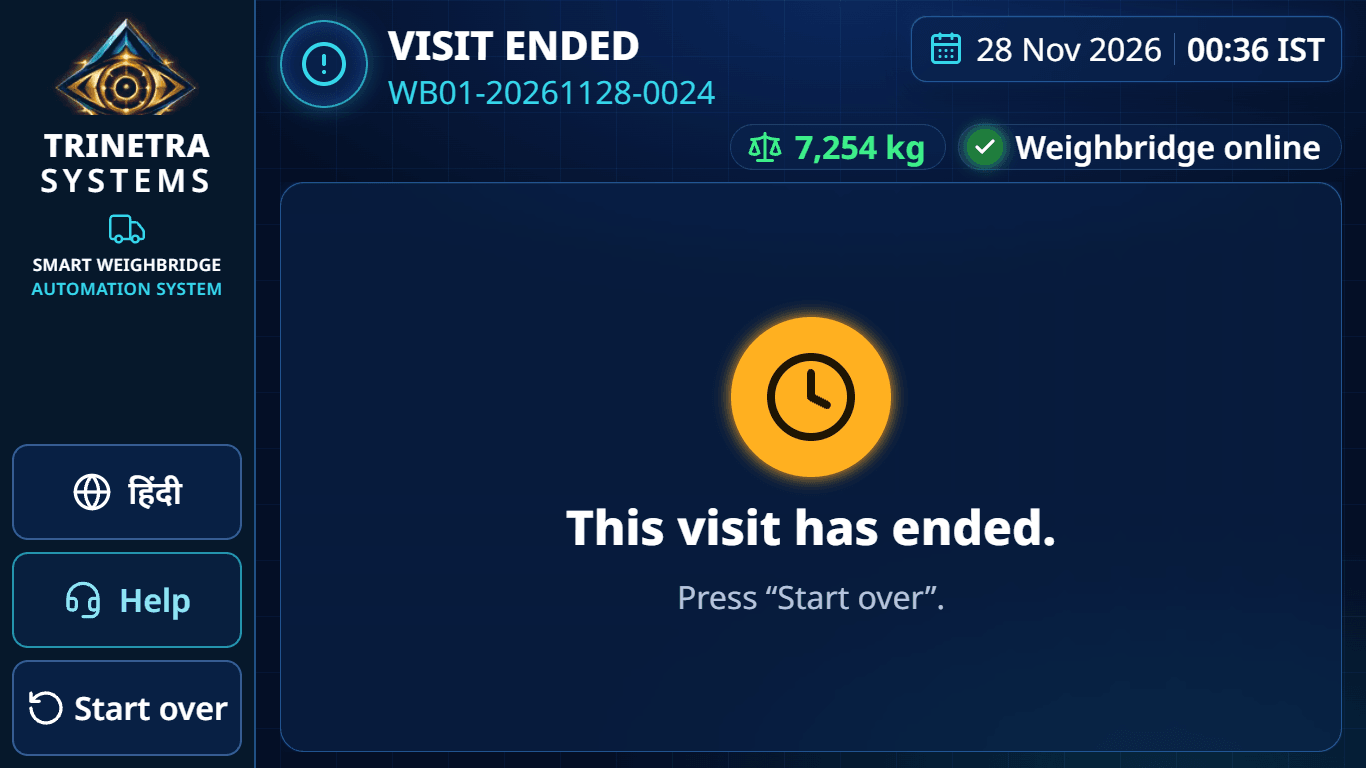 TRINETRA
SYSTEMS
SMART WEIGHBRIDGE
AUTOMATION SYSTEM
हिंदी
Help
Start over
VISIT ENDED
WB01-20261128-0024
28 Nov 2026 00:36 IST
7,254 kg
Weighbridge online
This visit has ended.
Press “Start over”.